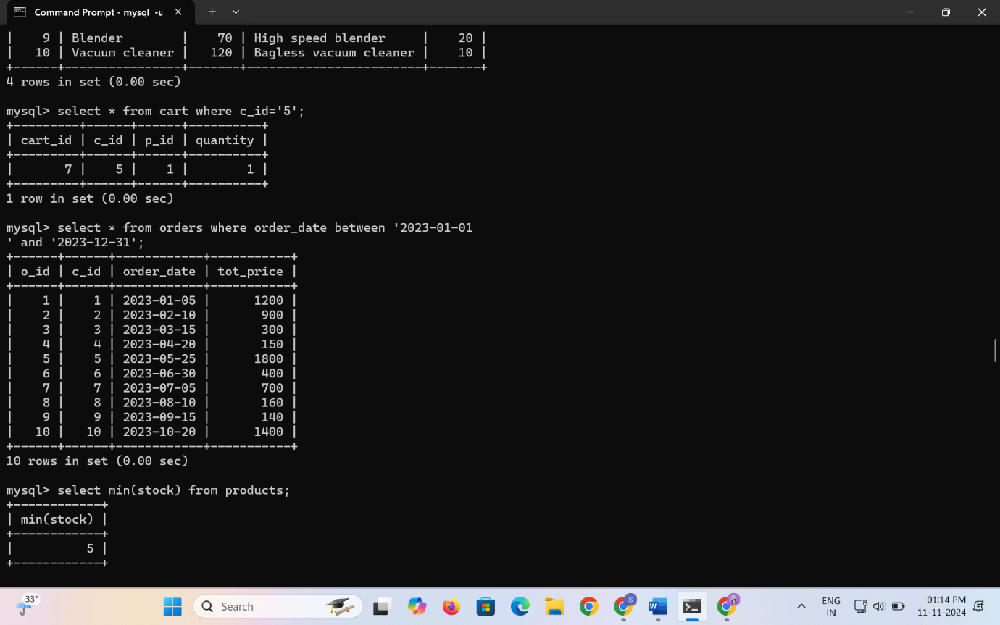 Command Prompt - mysql -u
|    9 | Blender        |    70 | High speed blender     |    20 |
|   10 | Vacuum cleaner |   120 | Bagless vacuum cleaner |    10 |
+------+----------------+-------+------------------------+-------+
4 rows in set (0.00 sec)
mysql> select * from cart where c_id='5';
+---------+------+------+----------+
| cart_id | c_id | p_id | quantity |
+---------+------+------+----------+
|       7 |    5 |    1 |        1 |
+---------+------+------+----------+
1 row in set (0.00 sec)
mysql> select * from orders where order_date between '2023-01-01
' and '2023-12-31';
+------+------+------------+-----------+
| o_id | c_id | order_date | tot_price |
+------+------+------------+-----------+
|    1 |    1 | 2023-01-05 |      1200 |
|    2 |    2 | 2023-02-10 |       900 |
|    3 |    3 | 2023-03-15 |       300 |
|    4 |    4 | 2023-04-20 |       150 |
|    5 |    5 | 2023-05-25 |      1800 |
|    6 |    6 | 2023-06-30 |       400 |
|    7 |    7 | 2023-07-05 |       700 |
|    8 |    8 | 2023-08-10 |       160 |
|    9 |    9 | 2023-09-15 |       140 |
|   10 |   10 | 2023-10-20 |      1400 |
+------+------+------------+-----------+
10 rows in set (0.00 sec)
mysql> select min(stock) from products;
+------------+
| min(stock) |
+------------+
|          5 |
+------------+
33°
Search
S
W
ENG
IN
01:14 PM
11-11-2024